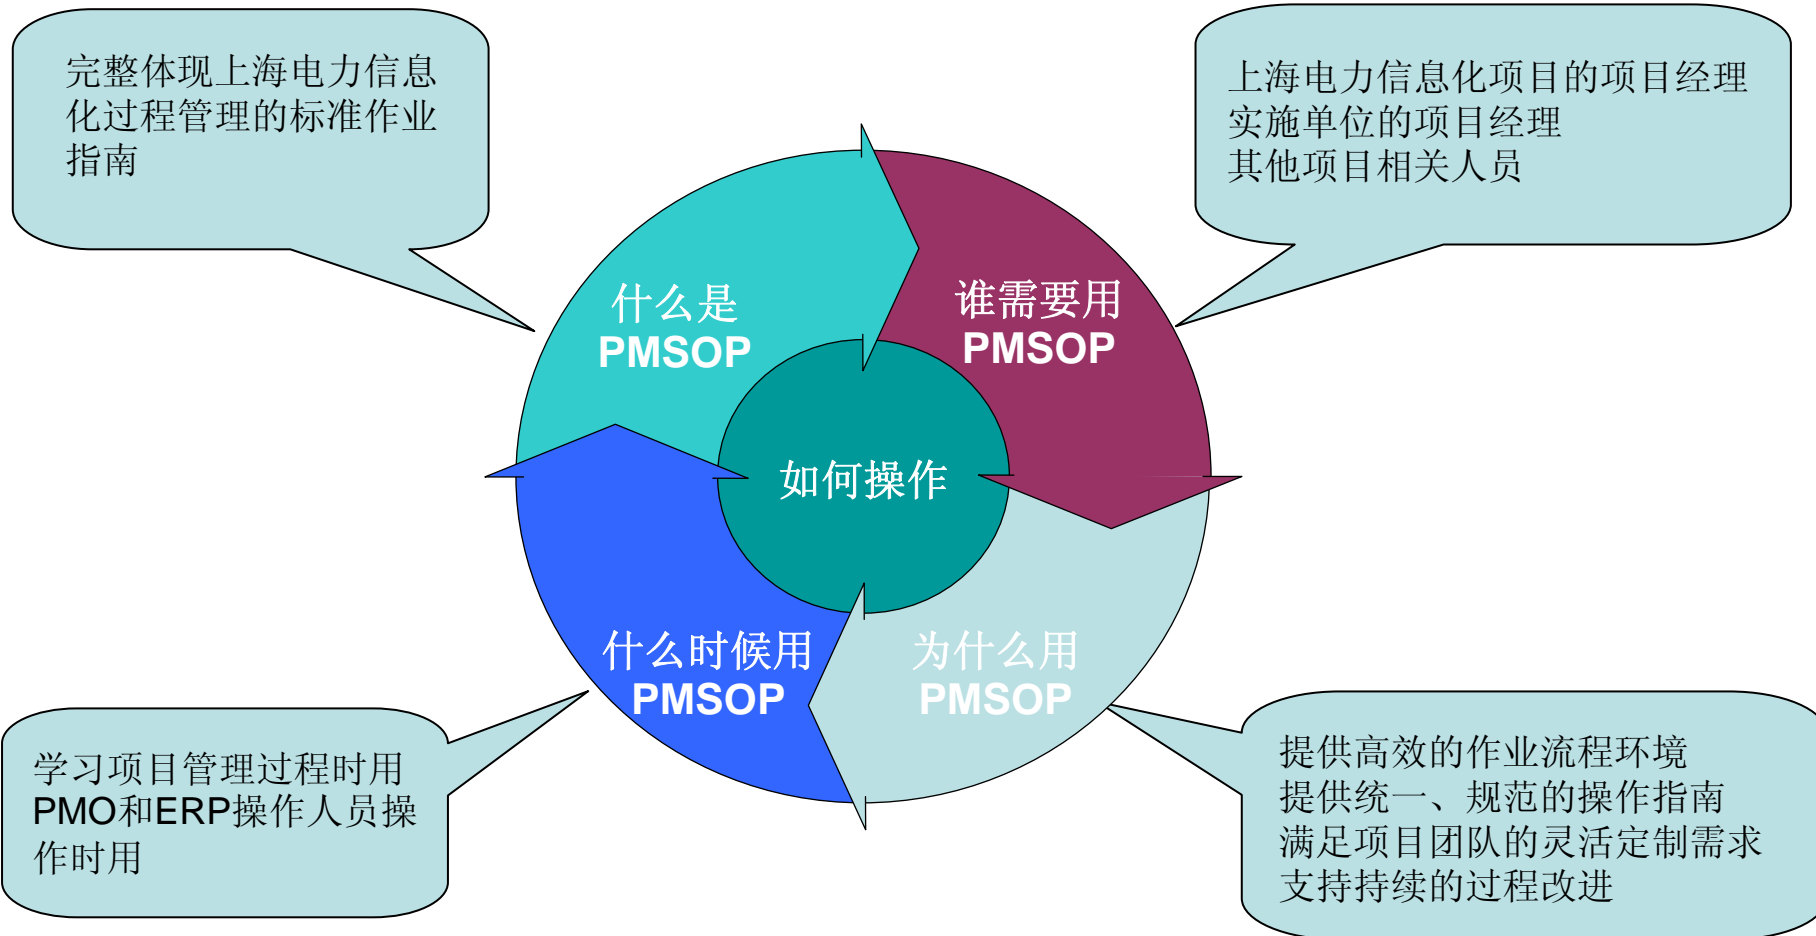 完整体现上海电力信息
化过程管理的标准作业
指南
上海电力信息化项目的项目经理
实施单位的项目经理
其他项目相关人员
什么是
PMSOP
谁需要用
PMSOP
如何操作
什么时候用
PMSOP
为什么用
PMSOP
学习项目管理过程时用
PMO和ERP操作人员操
作时用
提供高效的作业流程环境
提供统一、规范的操作指南
满足项目团队的灵活定制需求
支持持续的过程改进